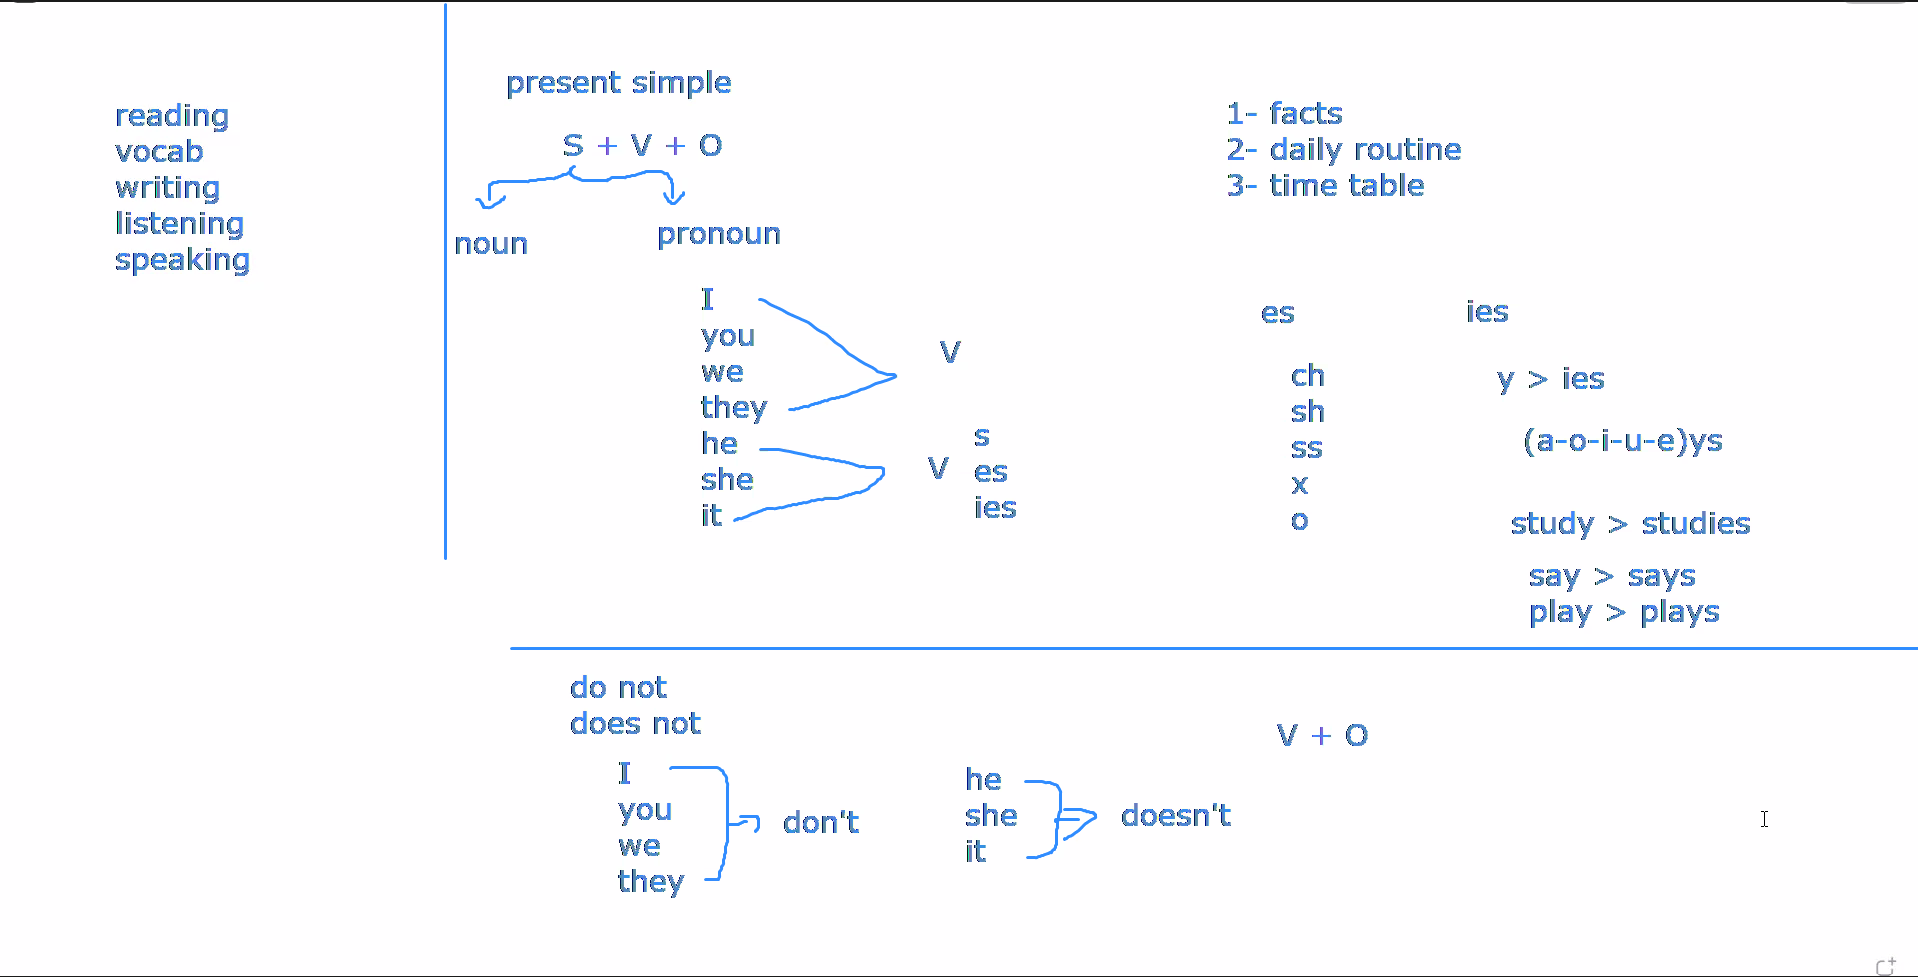 reading
vocab
writing
listening
speaking
present simple
S + V + O
noun
pronoun
I
you
we
they
he
she
it
V
V
s
es
ies
1- facts
2- daily routine
3- time table
es
ch
sh
ss
x
o
ies
y > ies
(a-o-i-u-e)ys
study > studies
say > says
play > plays
do not
does not
I
you
we
they
don't
he
she
it
doesn't
V + O